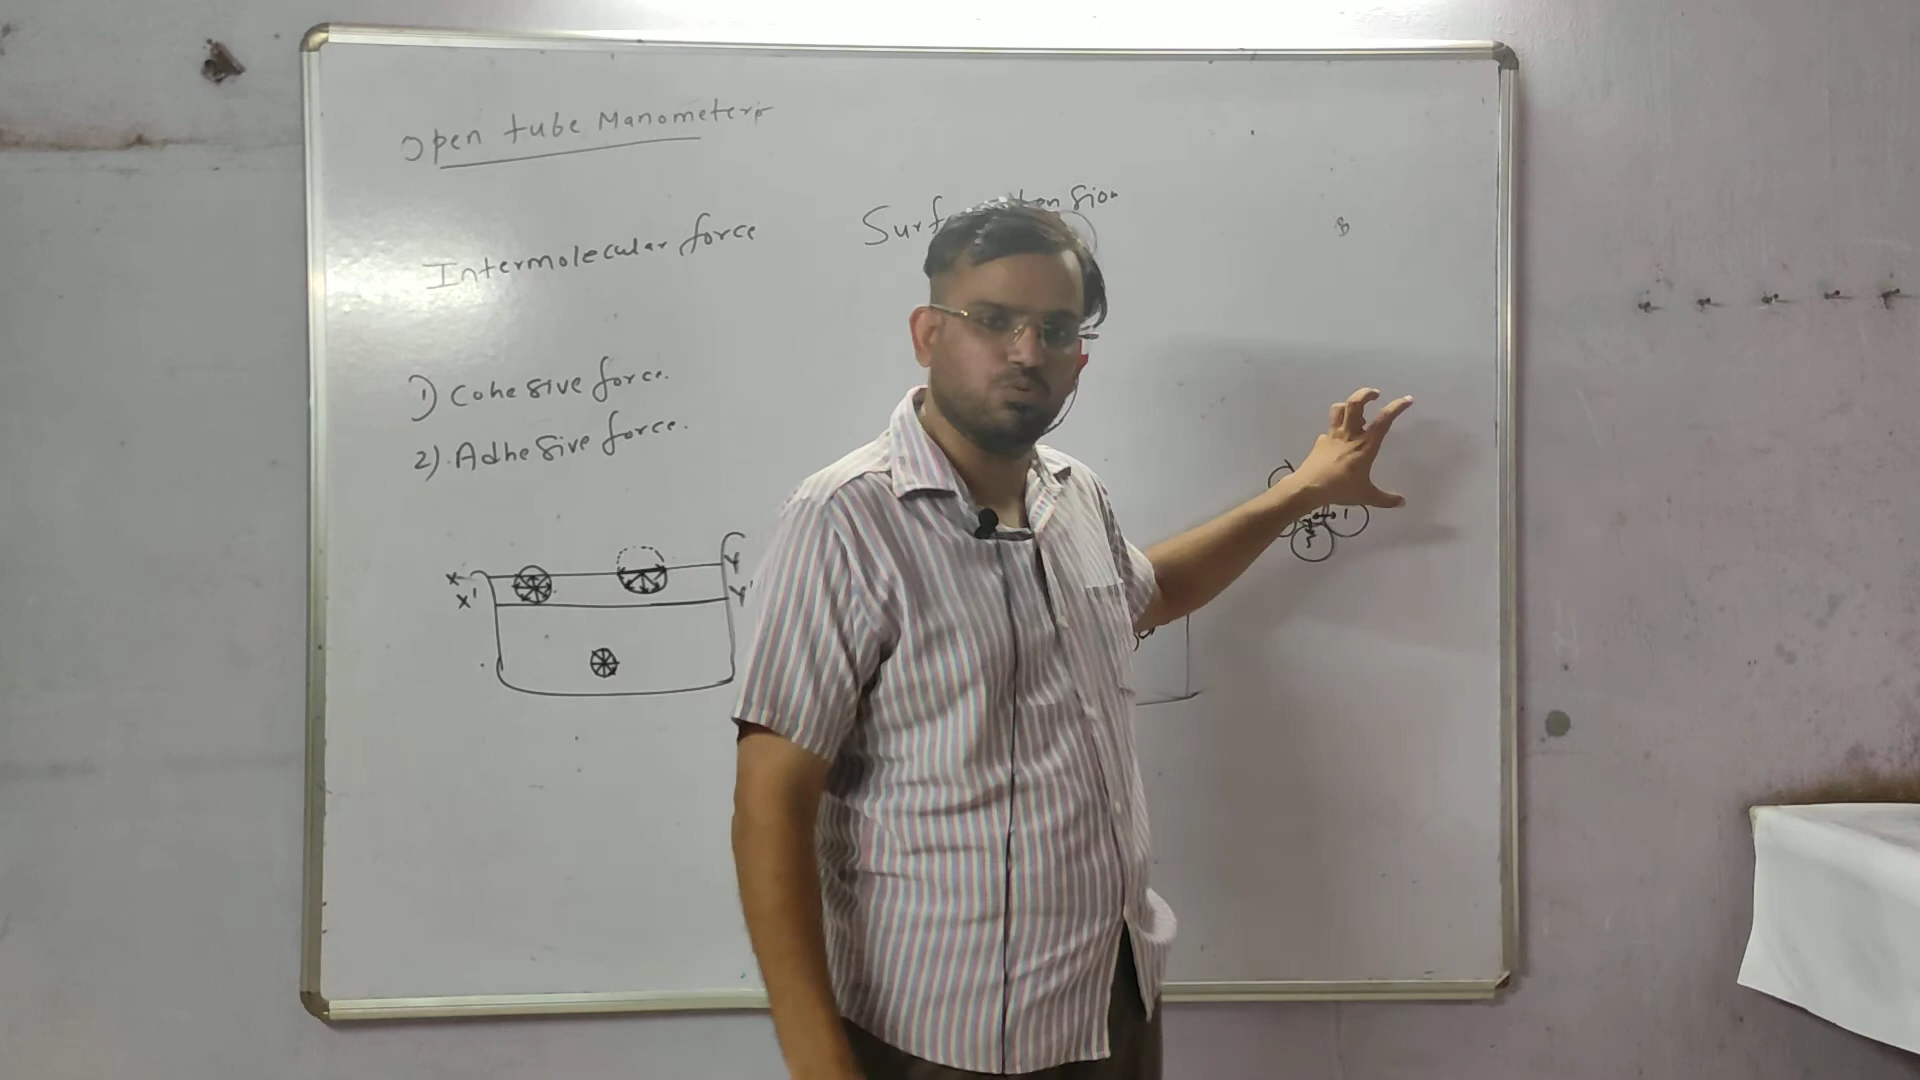 Open tube Manometer
Intermolecular force
Surf
tension
1) Cohesive force.
2). Adhesive force.
X
Y
X'
Y'